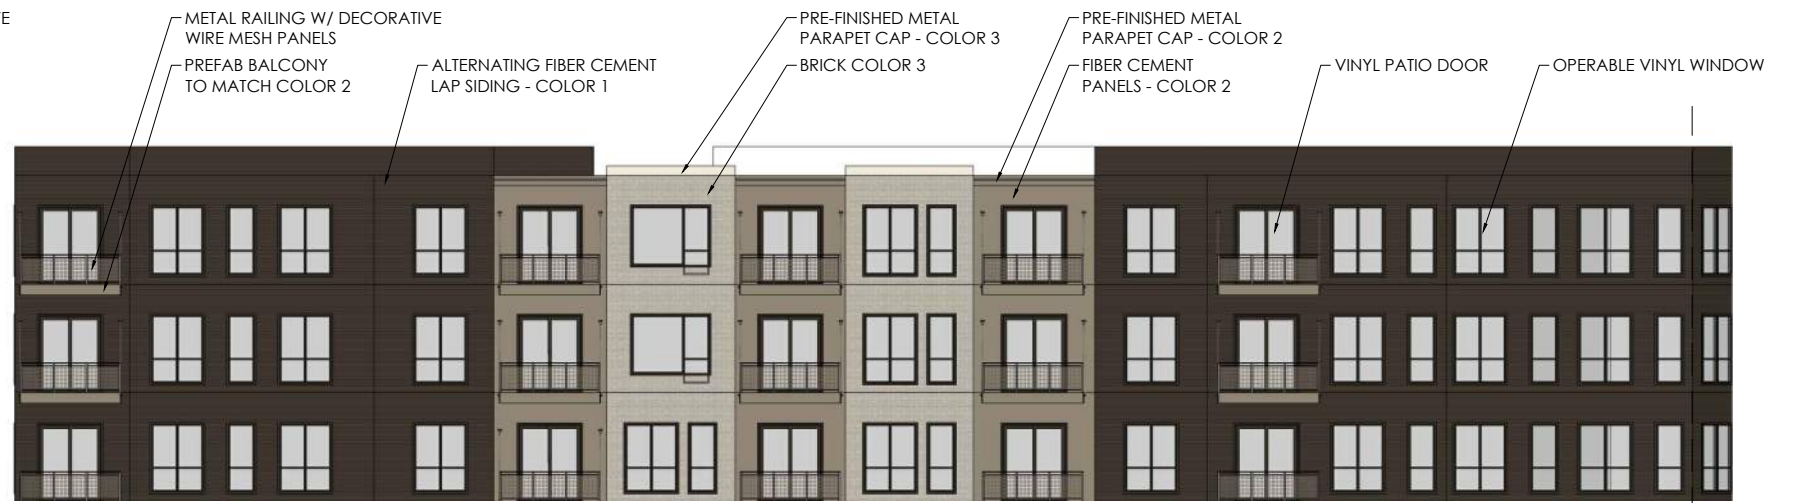 TE
METAL RAILING W/ DECORATIVE
WIRE MESH PANELS
PREFAB BALCONY
TO MATCH COLOR 2
ALTERNATING FIBER CEMENT
LAP SIDING - COLOR 1
PRE-FINISHED METAL
PARAPET CAP - COLOR 3
BRICK COLOR 3
PRE-FINISHED METAL
PARAPET CAP - COLOR 2
FIBER CEMENT
PANELS - COLOR 2
VINYL PATIO DOOR
OPERABLE VINYL WINDOW